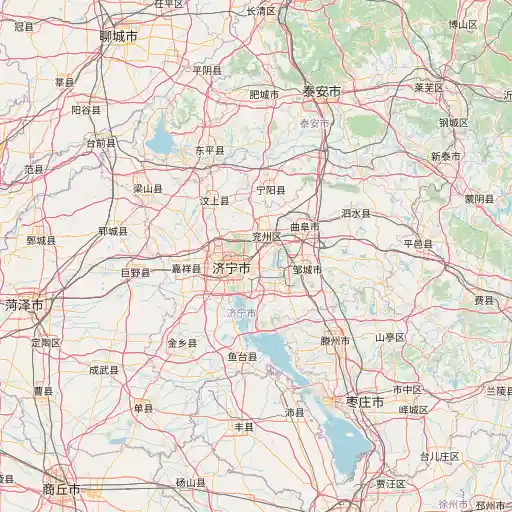 长清区
茌平区
冠县
博山区
聊城市
平阴县
莘县
莱芜区
肥城市
泰安市
沂
阳谷县
钢城区
泰安市
台前县
东平县
新泰市
范县
梁山县
宁阳县
蒙阴县
汶上县
泗水县
郓城县
曲阜市
兖州区
鄄城县
平邑县
巨野县
嘉祥县
济宁市
邹城市
菏泽市
费县
济宁市
定陶区
金乡县
滕州市
山亭区
鱼台县
成武县
曹县
市中区
兰陵县
枣庄市
单县
沛县
峄城区
丰县
台儿庄区
陵县
商丘市
砀山县
贾汪区
徐州市
邳州市